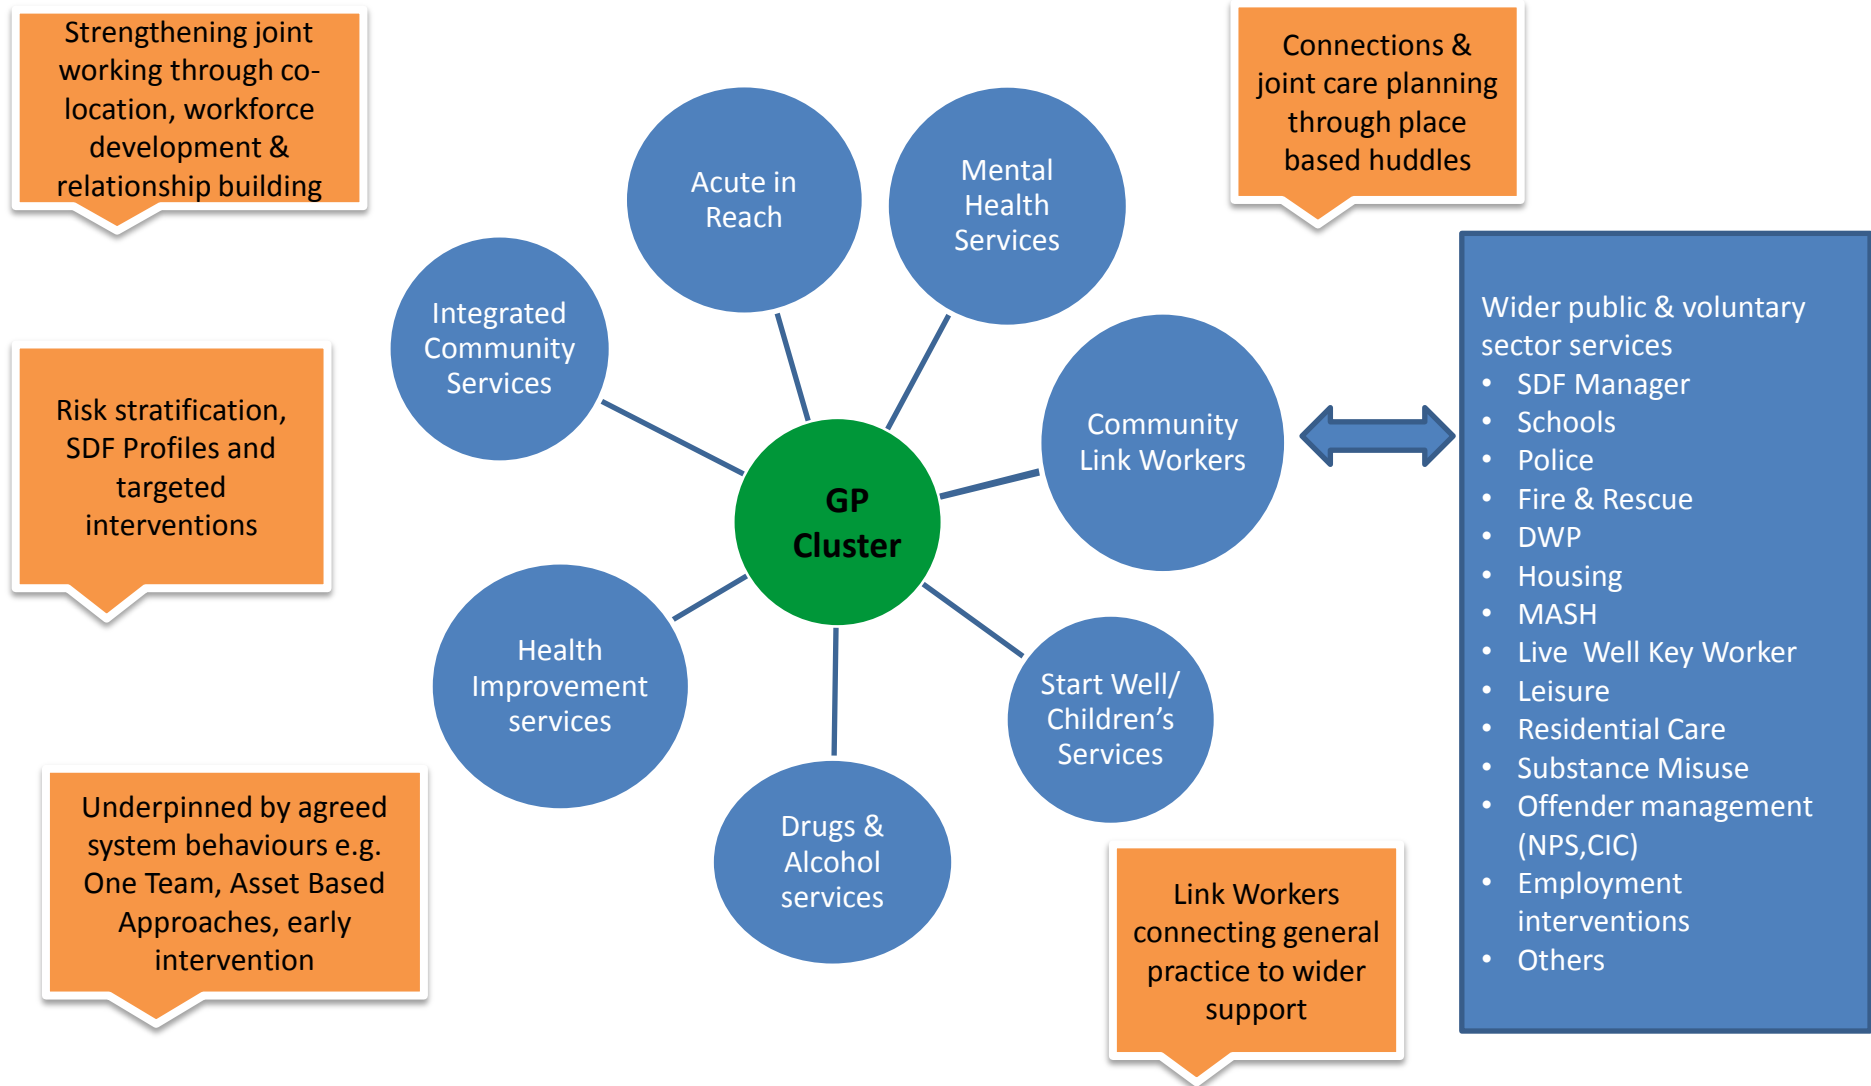 Strengthening joint
working through co-
location, workforce
development &
relationship building
Connections &
joint care planning
through place
based huddles
Acute in
Reach
Mental
Health
Services
Integrated
Community
Services
Community
Link Workers
GP
Cluster
Risk stratification,
SDF Profiles and
targeted
interventions
Health
Improvement
services
Start Well/
Children's
Services
Drugs &
Alcohol
services
Underpinned by agreed
system behaviours e.g.
One Team, Asset Based
Approaches, early
intervention
Link Workers
connecting general
practice to wider
support
Wider public & voluntary
sector services
• SDF Manager
• Schools
• Police
• Fire & Rescue
• DWP
• Housing
• MASH
• Live  Well Key Worker
• Leisure
• Residential Care
• Substance Misuse
• Offender management
(NPS,CIC)
• Employment
interventions
• Others